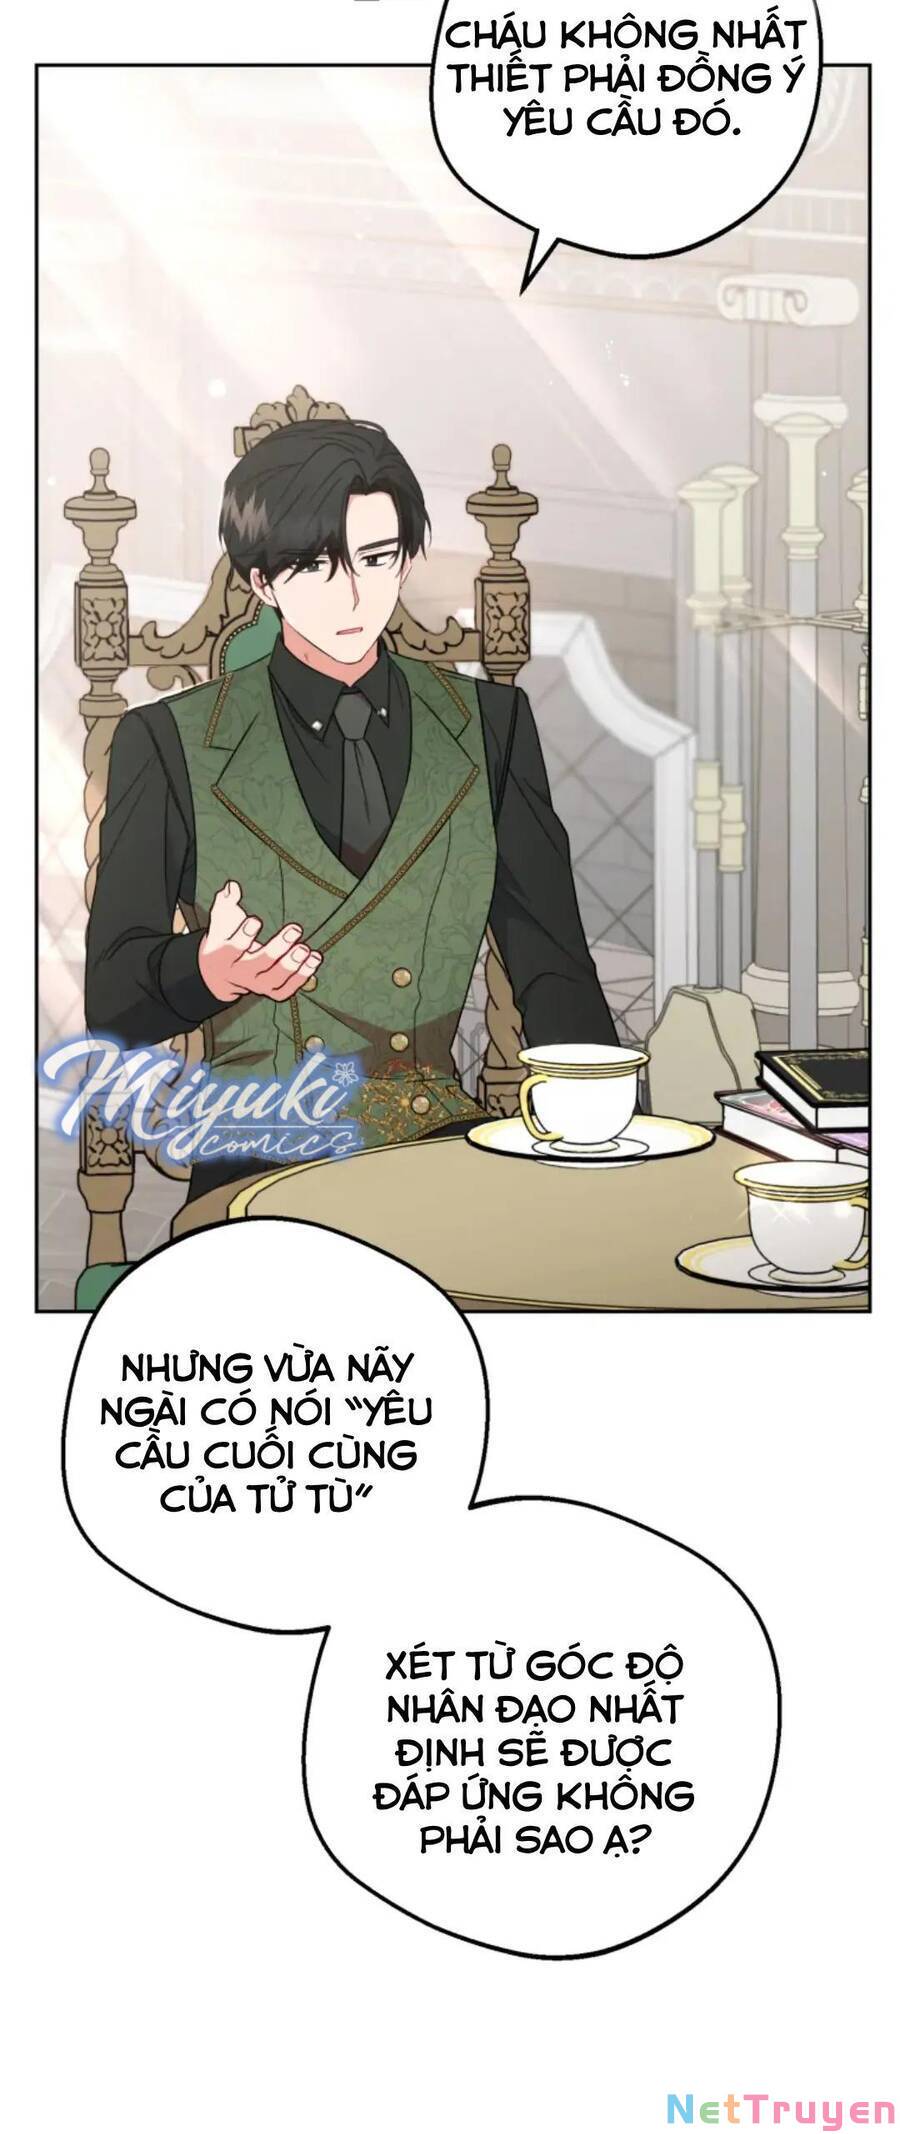 CHÁU KHÔNG NHẤT
THIẾT PHẢI ĐỒNG Ý
YÊU CẦU ĐÓ.
Miyuki
comics
NHƯNG VỪA NÃY
NGÀI CÓ NÓI "YÊU
CẦU CUỐI CÙNG
CỦA TỬ TÙ"
XÉT TỪ GÓC ĐỘ
NHÂN ĐẠO NHẤT
ĐỊNH SẼ ĐƯỢC
ĐÁP ỨNG KHÔNG
PHẢI SAO Ạ?
NetTruyen